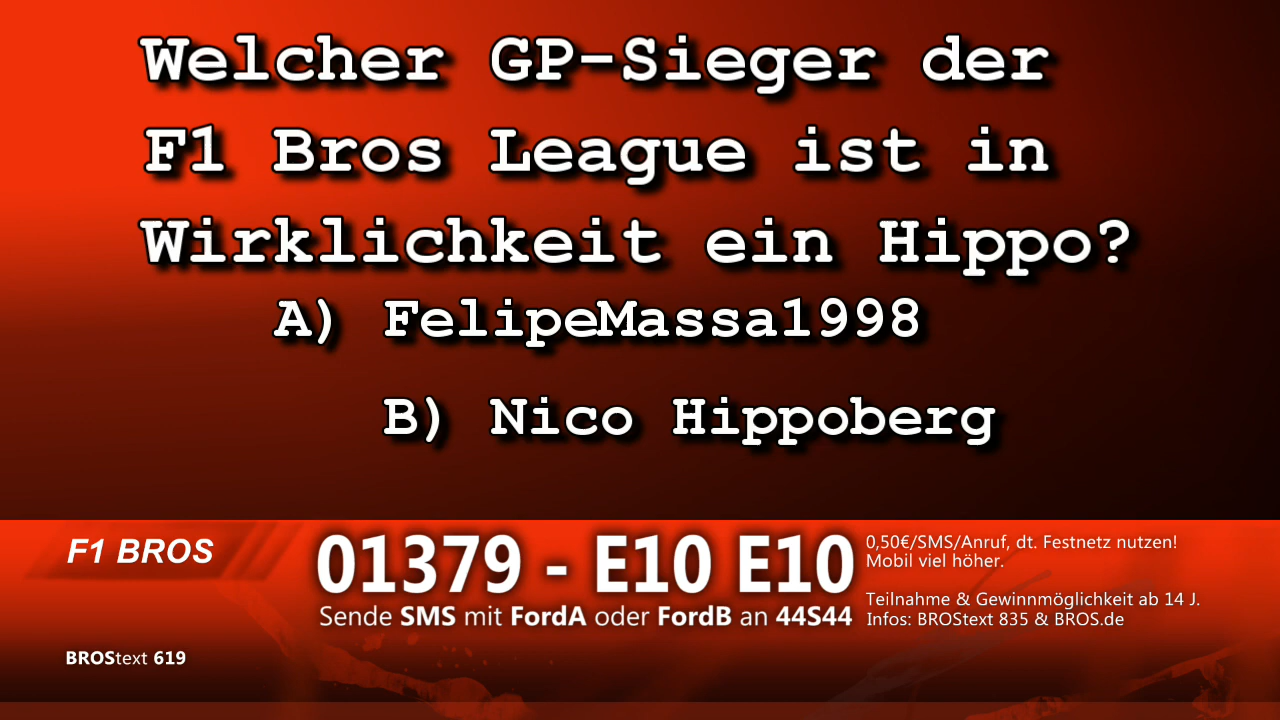 Welcher GP-Sieger der
F1 Bros League ist in
Wirklichkeit ein Hippo?
A) FelipeMassa1998
B) Nico Hippoberg
F1 BROS
01379 - E10 E10
Sende SMS mit FordA oder FordB an 44S44
0,50€/SMS/Anruf, dt. Festnetz nutzen!
Mobil viel höher.
Teilnahme & Gewinnmöglichkeit ab 14 J.
Infos: BROStext 835 & BROS.de
BROStext 619